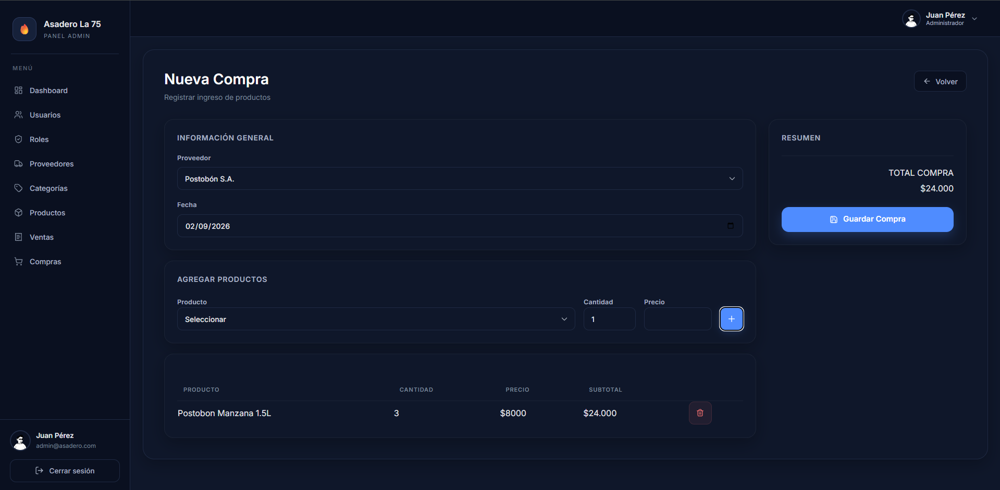 Asadero La 75
PANEL ADMIN
MENÚ
Dashboard
Usuarios
Roles
Proveedores
Categorías
Productos
Ventas
Compras
Juan Pérez
admin@asadero.com
Cerrar sesión
Juan Pérez
Administrador
Nueva Compra
Registrar ingreso de productos
Volver
INFORMACIÓN GENERAL
Proveedor
Postobón S.A.
Fecha
02/09/2026
AGREGAR PRODUCTOS
Producto Cantidad Precio
Seleccionar 1
PRODUCTO CANTIDAD PRECIO SUBTOTAL
Postobon Manzana 1.5L 3 $8000 $24.000
RESUMEN
TOTAL COMPRA
$24.000
Guardar Compra